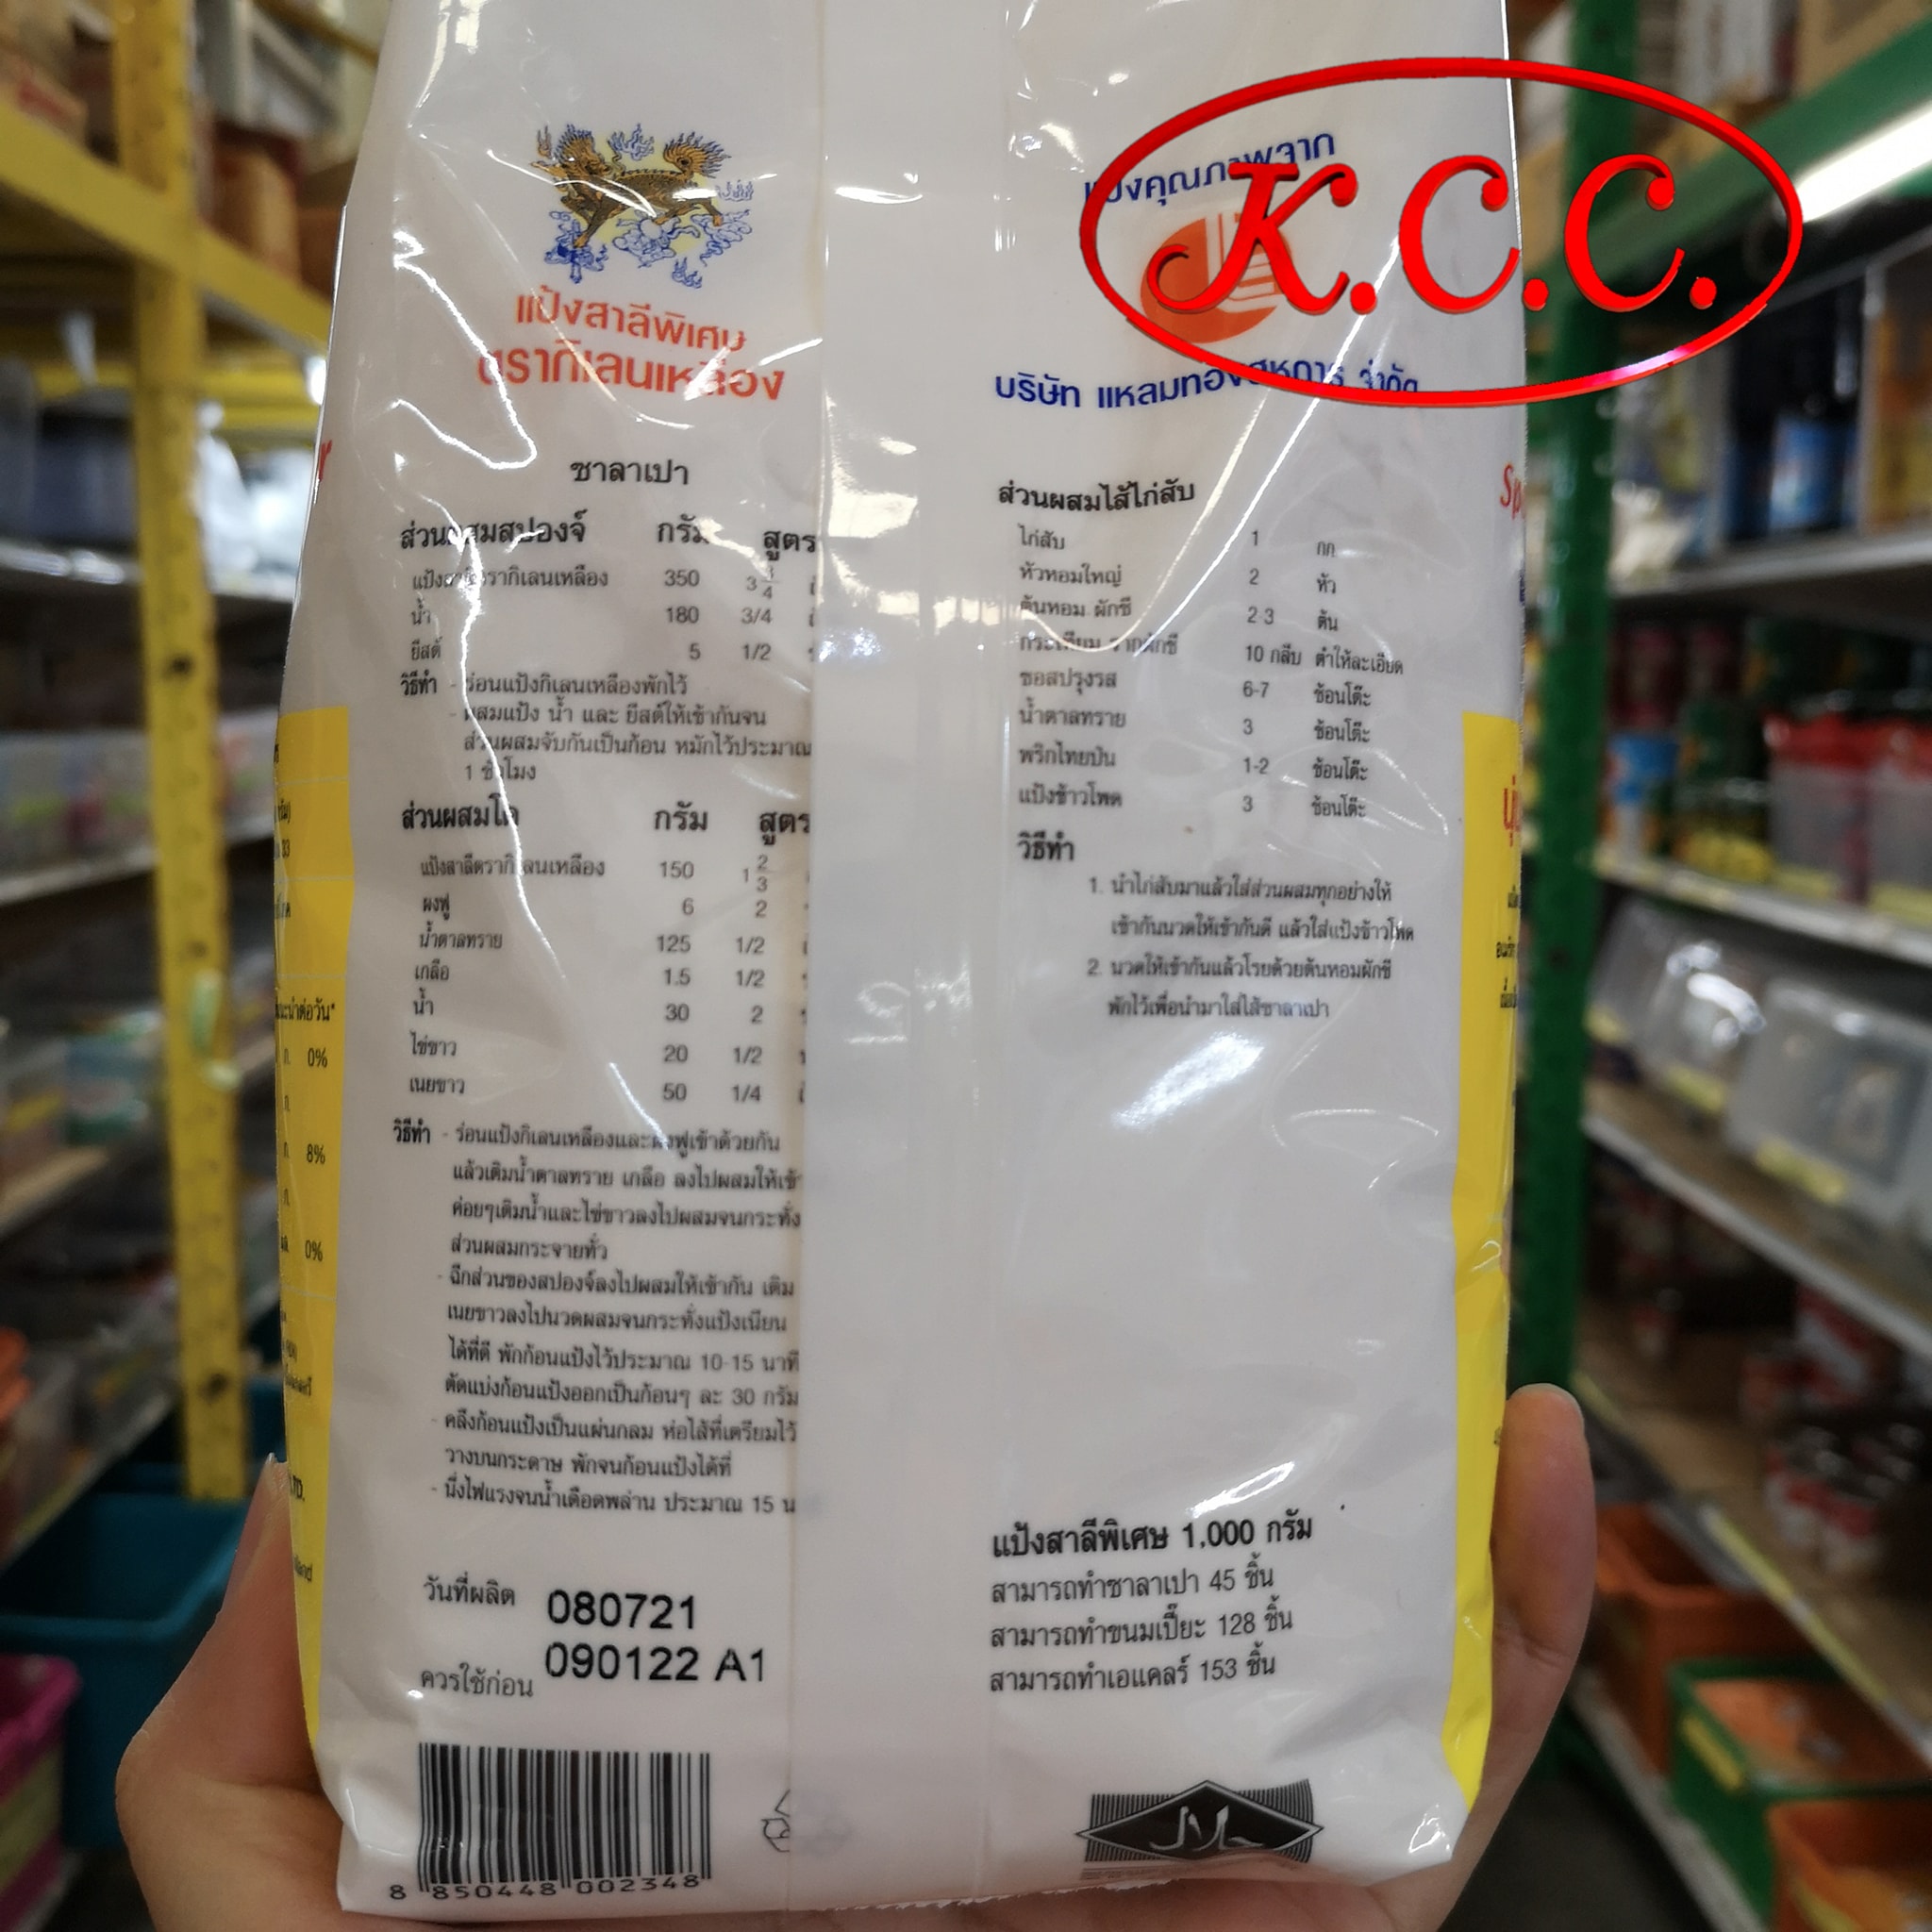 แป้งสาลีพิเศษ
ตรากิเลนเหลือง
ซาลาเปา
ส่วนผสมสปองจ์ กรัม สูตร
แป้งสาลีตรากิเลนเหลือง 350 3
น้ำ 180 3/4
ยีสต์ 5 1/2
วิธีทำ - ร่อนแป้งกิเลนเหลืองพักไว้
- ผสมแป้ง น้ำ และ ยีสต์ให้เข้ากันจน
ส่วนผสมจับกันเป็นก้อน หมักไว้ประมาณ
1 ชั่วโมง
ส่วนผสมโด กรัม สูตร
แป้งสาลีตรากิเลนเหลือง 150 1 2/3
ผงฟู 6 2
น้ำตาลทราย 125 1/2
เกลือ 1.5 1/2
น้ำ 30 2
ไข่ขาว 20 1/2
เนยขาว 50 1/4
วิธีทำ - ร่อนแป้งกิเลนเหลืองและผงฟูเข้าด้วยกัน
แล้วเติมน้ำตาลทราย เกลือ ลงไปผสมให้เข้า
ค่อยๆเติมน้ำและไข่ขาวลงไปผสมจนกระทั่ง
ส่วนผสมกระจายทั่ว
- ฉีกส่วนของสปองจ์ลงไปผสมให้เข้ากัน เติม
เนยขาวลงไปนวดผสมจนกระทั่งแป้งเนียน
ได้ที่ดี พักก้อนแป้งไว้ประมาณ 10-15 นาที
ตัดแบ่งก้อนแป้งออกเป็นก้อนๆ ละ 30 กรัม
- คลึงก้อนแป้งเป็นแผ่นกลม ห่อไส้ที่เตรียมไว้
วางบนกระดาษ พักจนก้อนแป้งได้ที่
- นึ่งไฟแรงจนน้ำเดือดพล่าน ประมาณ 15 น
วันที่ผลิต 080721
ควรใช้ก่อน 090122 A1
8 850448 002348
แป้งคุณภาพจาก
K.C.C.
บริษัท แหลมทองสหการ จำกัด
ส่วนผสมไส้ไก่สับ
ไก่สับ 1 กก.
หัวหอมใหญ่ 2 หัว
ต้นหอม ผักชี 2-3 ต้น
กระเทียม รากผักชี 10 กลีบ ตำให้ละเอียด
ซอสปรุงรส 6-7 ช้อนโต๊ะ
น้ำตาลทราย 3 ช้อนโต๊ะ
พริกไทยป่น 1-2 ช้อนโต๊ะ
แป้งข้าวโพด 3 ช้อนโต๊ะ
วิธีทำ
1. นำไก่สับมาแล้วใส่ส่วนผสมทุกอย่างให้
เข้ากันนวดให้เข้ากันดี แล้วใส่แป้งข้าวโพด
2. นวดให้เข้ากันแล้วโรยด้วยต้นหอมผักชี
พักไว้เพื่อนำมาใส่ไส้ซาลาเปา
แป้งสาลีพิเศษ 1,000 กรัม
สามารถทำซาลาเปา 45 ชิ้น
สามารถทำขนมเปี๊ยะ 128 ชิ้น
สามารถทำเอแคลร์ 153 ชิ้น
حلال
ะนำต่อวัน*
0%
8%
0%